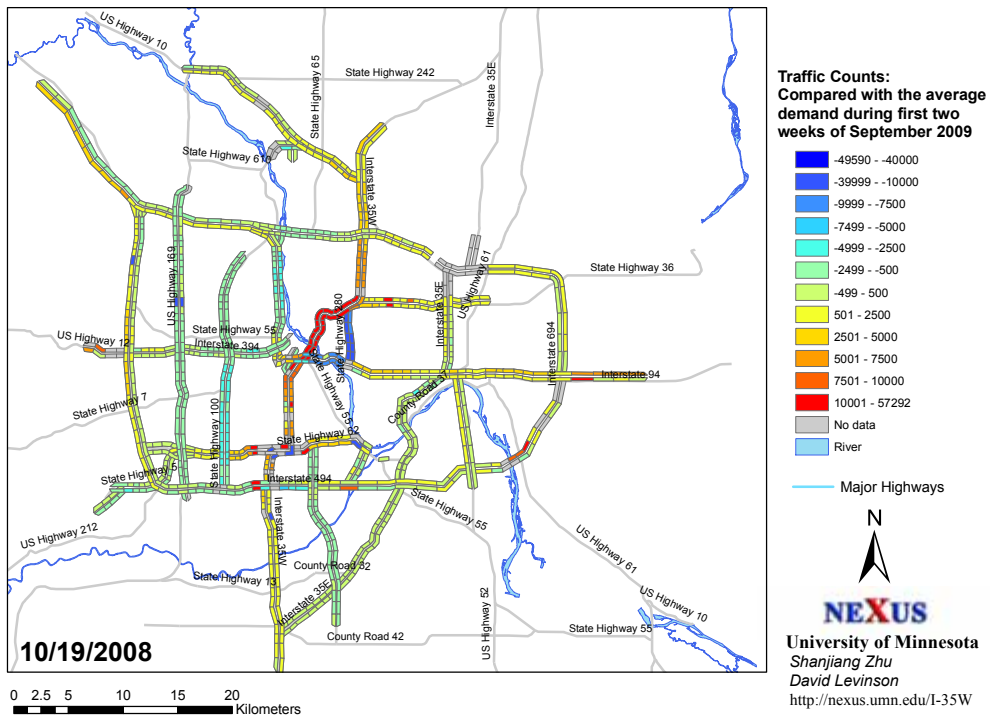 US Highway 10
State Highway 65
State Highway 242
Interstate 35E
State Highway 610
Interstate 35W
US Highway 169
US Highway 61
State Highway 36
Interstate 35E
State Highway 280
State Highway 55
US Highway 12
Interstate 394
Interstate 694
State Highway 55
Interstate 94
County Road 37
State Highway 7
State Highway 100
State Highway 62
State Highway 5
Interstate 494
State Highway 55
Interstate 35W
US Highway 212
US Highway 61
County Road 32
State Highway 13
Interstate 35E
US Highway 52
US Highway 10
State Highway 55
County Road 42
10/19/2008
0 2.5 5 10 15 20
Kilometers
Traffic Counts:
Compared with the average
demand during first two
weeks of September 2009
-49590 - -40000
-39999 - -10000
-9999 - -7500
-7499 - -5000
-4999 - -2500
-2499 - -500
-499 - 500
501 - 2500
2501 - 5000
5001 - 7500
7501 - 10000
10001 - 57292
No data
River
Major Highways
N
NEXUS
University of Minnesota
Shanjiang Zhu
David Levinson
http://nexus.umn.edu/I-35W